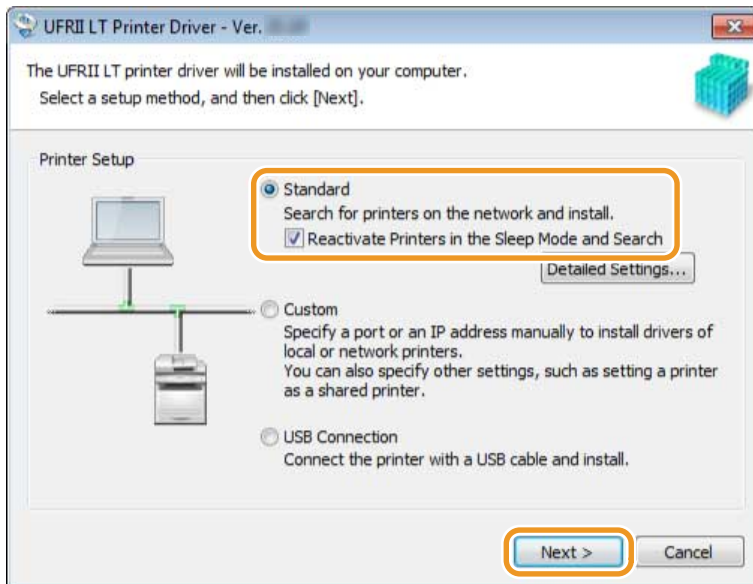 UFRII LT Printer Driver - Ver.
The UFRII LT printer driver will be installed on your computer.
Select a setup method, and then click [Next].
Printer Setup
Standard
Search for printers on the network and install.
Reactivate Printers in the Sleep Mode and Search
Detailed Settings...
Custom
Specify a port or an IP address manually to install drivers of
local or network printers.
You can also specify other settings, such as setting a printer
as a shared printer.
USB Connection
Connect the printer with a USB cable and install.
Next >
Cancel